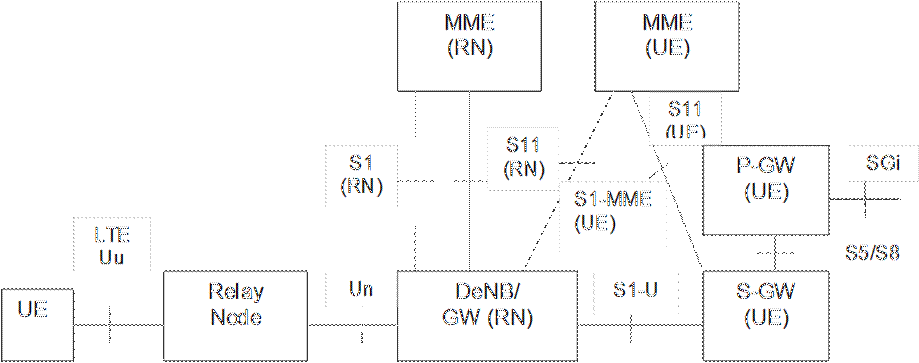 MME
(RN)
MME
(UE)
S11
(UE)
S1
(RN)
S11
(RN)
P-GW
(UE)
SGi
S1-MME
(UE)
LTE
Uu
S5/S8
UE
Relay
Node
Un
DeNB/
GW (RN)
S1-U
S-GW
(UE)